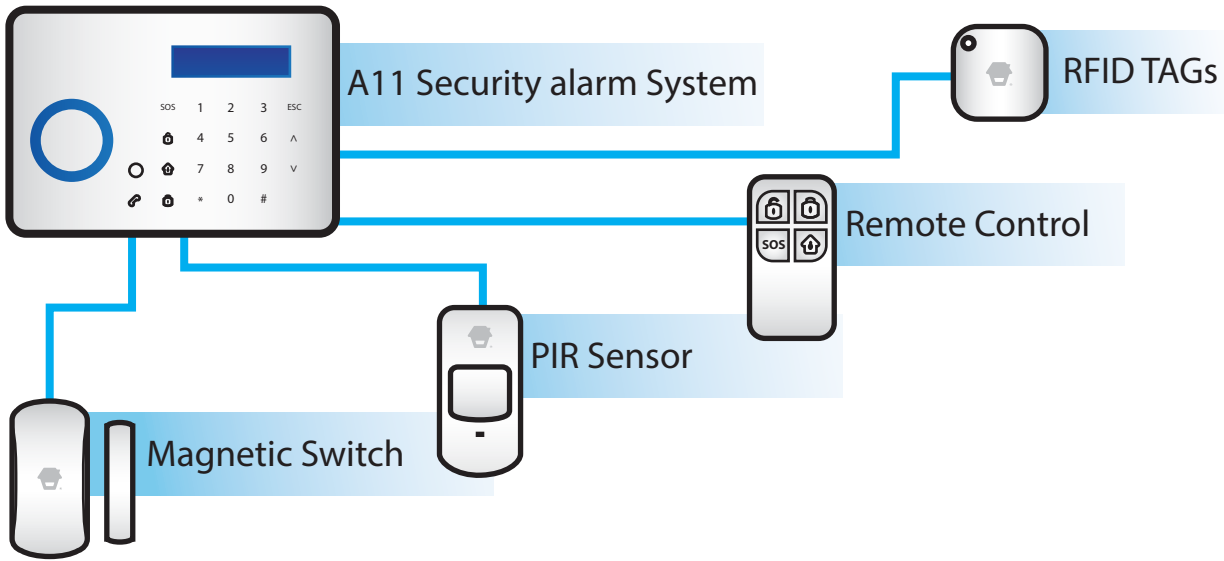 A11 Security alarm System
RFID TAGs
SOS 1 2 3 ESC
4 5 6 ∧
7 8 9 ∨
* 0 #
Remote Control
SOS
PIR Sensor
Magnetic Switch